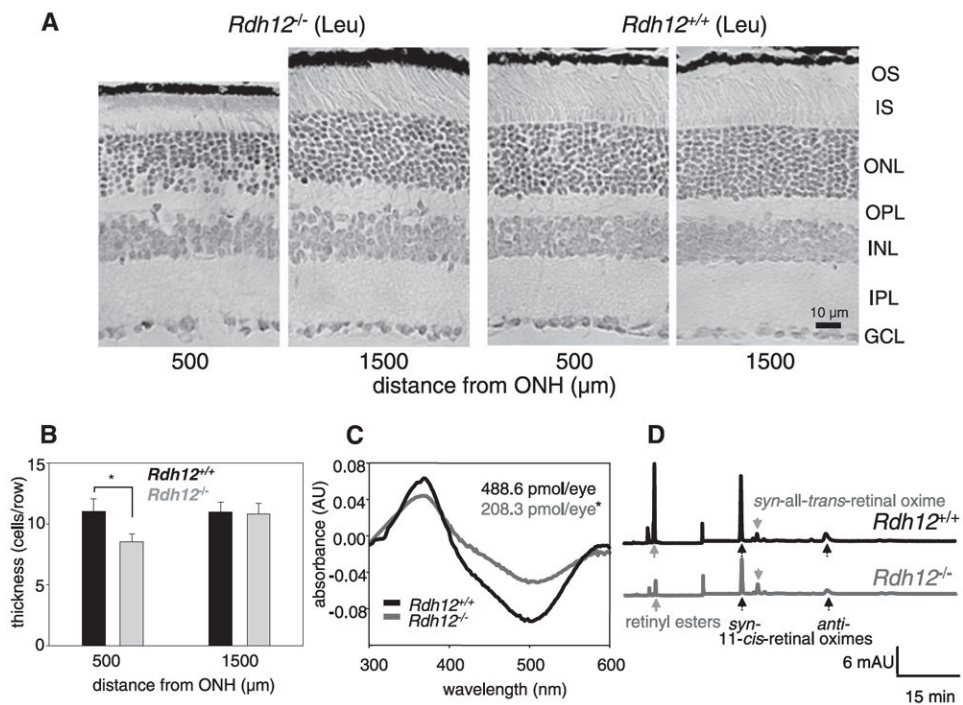 A
Rdh12-/- (Leu)
Rdh12+/+ (Leu)
OS
IS
ONL
OPL
INL
IPL
10 µm
GCL
500
1500
500
1500
distance from ONH (µm)
B
15
10
5
0
thickness (cells/row)
*
Rdh12+/+
Rdh12-/-
500
1500
distance from ONH (µm)
C
0.08
0.04
0.00
-0.04
-0.08
absorbance (AU)
488.6 pmol/eye
208.3 pmol/eye*
Rdh12+/+
Rdh12-/-
300
400
500
600
wavelength (nm)
D
syn-all-trans-retinal oxime
Rdh12+/+
Rdh12-/-
retinyl esters
syn-
anti-
11-cis-retinal oximes
6 mAU
15 min